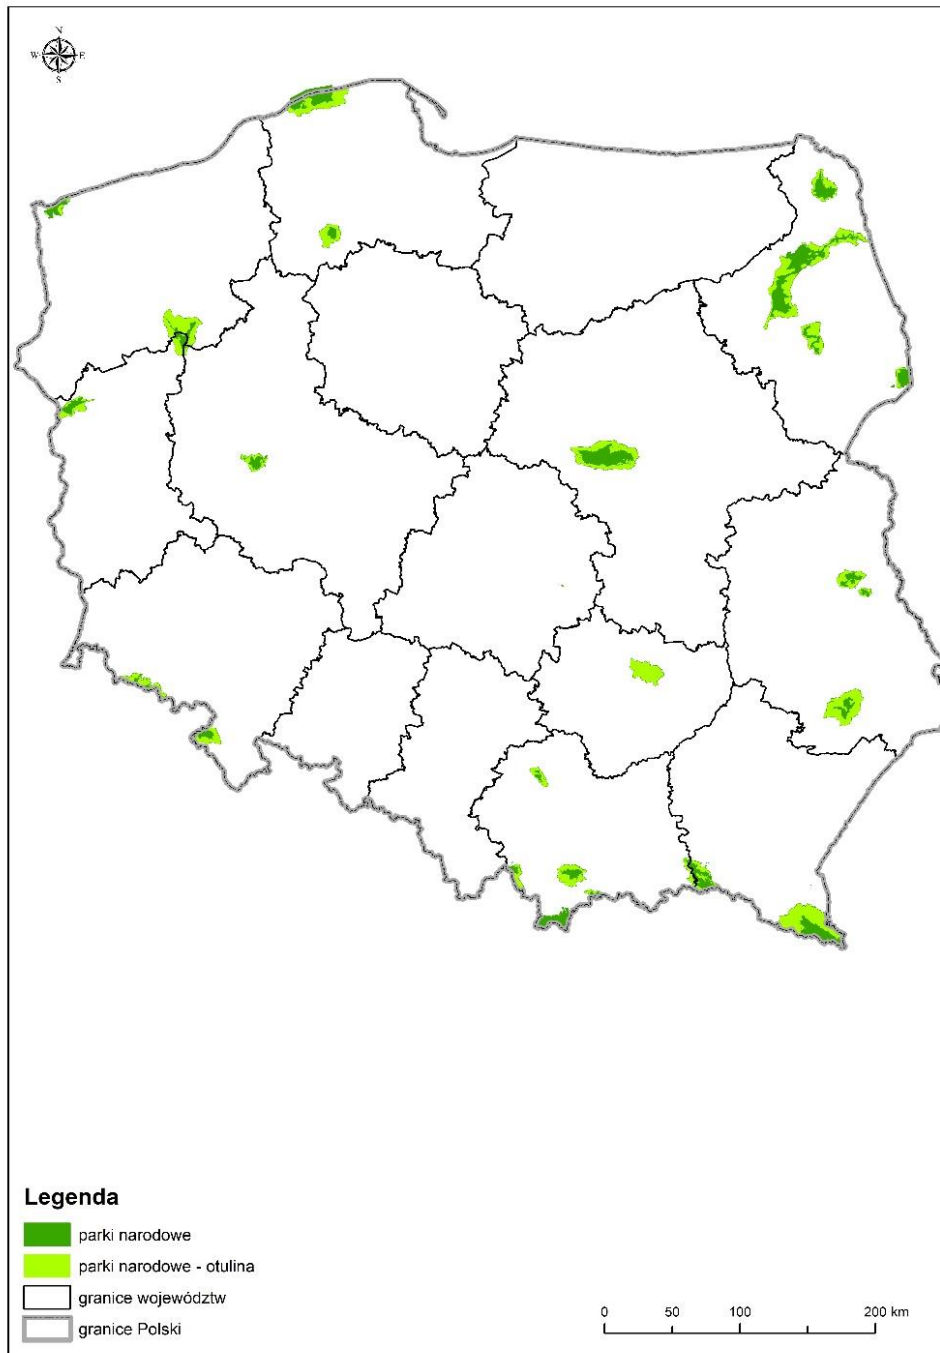 N
W E
S
Legenda
parki narodowe
parki narodowe - otulina
granice województw
granice Polski
0 50 100 200 km